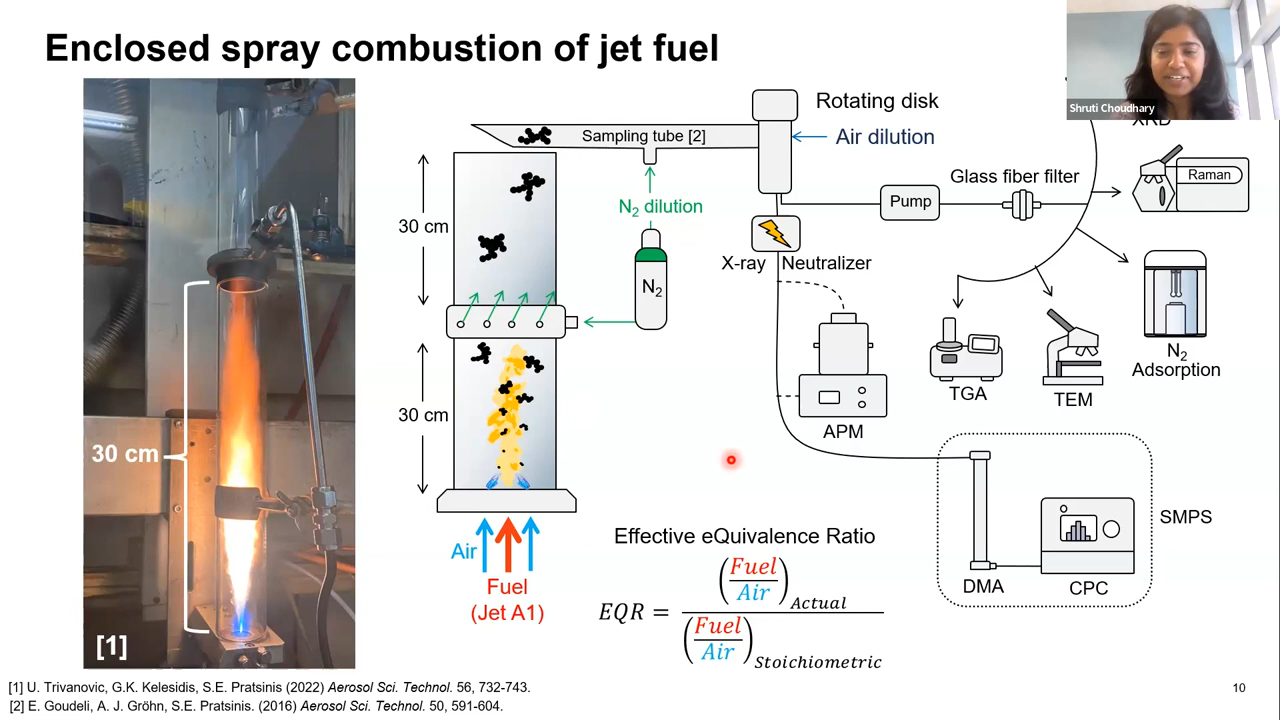 Enclosed spray combustion of jet fuel
Shruti Choudhary
30 cm
[1]
30 cm
30 cm
Sampling tube [2]
Rotating disk
Air dilution
N2 dilution
N2
X-ray Neutralizer
Pump
Glass fiber filter
XRD
Raman
N2
Adsorption
TGA
TEM
APM
SMPS
DMA
CPC
Air
Fuel
(Jet A1)
Effective eQuivalence Ratio
EQR = (Fuel/Air)Actual / (Fuel/Air)Stoichiometric
[1] U. Trivanovic, G.K. Kelesidis, S.E. Pratsinis (2022) Aerosol Sci. Technol. 56, 732-743.
[2] E. Goudeli, A. J. Gröhn, S.E. Pratsinis. (2016) Aerosol Sci. Technol. 50, 591-604.
10